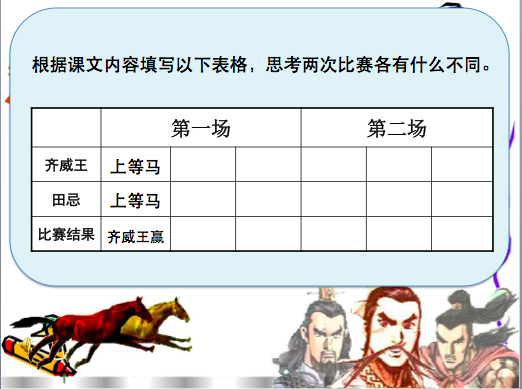 根据课文内容填写以下表格，思考两次比赛各有什么不同。
第一场 第二场
齐威王 上等马
田忌 上等马
比赛结果 齐威王赢